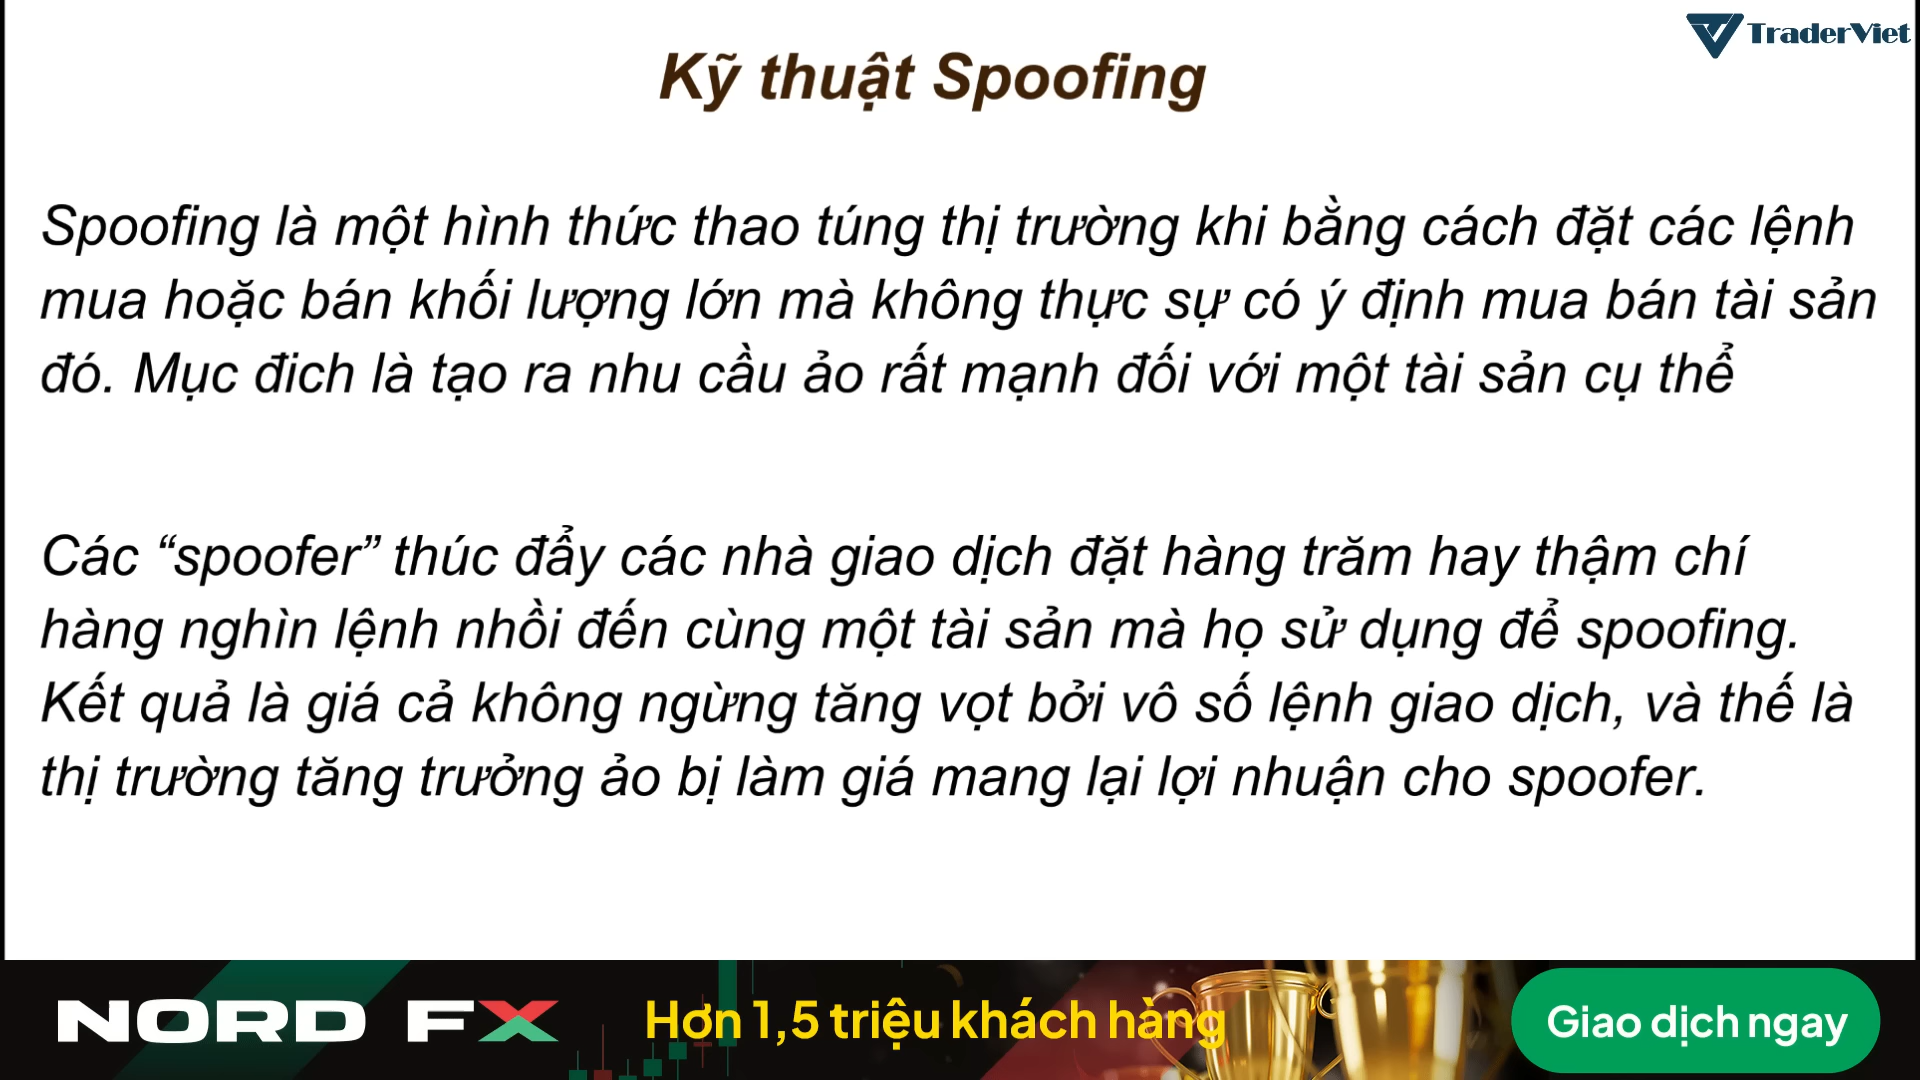 TraderViet
Kỹ thuật Spoofing
Spoofing là một hình thức thao túng thị trường khi bằng cách đặt các lệnh
mua hoặc bán khối lượng lớn mà không thực sự có ý định mua bán tài sản
đó. Mục đich là tạo ra nhu cầu ảo rất mạnh đối với một tài sản cụ thể
Các “spoofer” thúc đẩy các nhà giao dịch đặt hàng trăm hay thậm chí
hàng nghìn lệnh nhồi đến cùng một tài sản mà họ sử dụng để spoofing.
Kết quả là giá cả không ngừng tăng vọt bởi vô số lệnh giao dịch, và thế là
thị trường tăng trưởng ảo bị làm giá mang lại lợi nhuận cho spoofer.
NORD FX
Hơn 1,5 triệu khách hàng
Giao dịch ngay